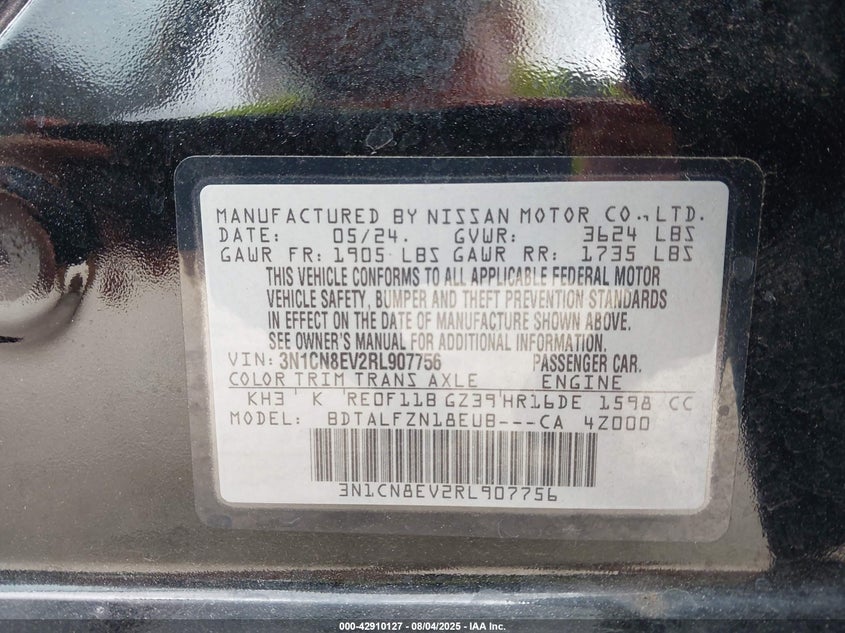 MANUFACTURED BY NISSAN MOTOR CO.,LTD.
DATE: 05/24. GVWR: 3624 LBS
GAWR FR: 1905 LBS GAWR RR: 1735 LBS
THIS VEHICLE CONFORMS TO ALL APPLICABLE FEDERAL MOTOR
VEHICLE SAFETY, BUMPER AND THEFT PREVENTION STANDARDS
IN EFFECT ON THE DATE OF MANUFACTURE SHOWN ABOVE.
SEE OWNER'S MANUAL FOR ADDITIONAL INFORMATION.
VIN: 3N1CN8EV2RL907756 PASSENGER CAR.
COLOR TRIM TRANS AXLE ENGINE
KH3 ' K ' RE0F11B GZ39'HR16DE 1598 CC
MODEL: BDTALFZN18EUB---CA 4Z000
3N1CN8EV2RL907756
000-42910127 - 08/04/2025 - IAA Inc.